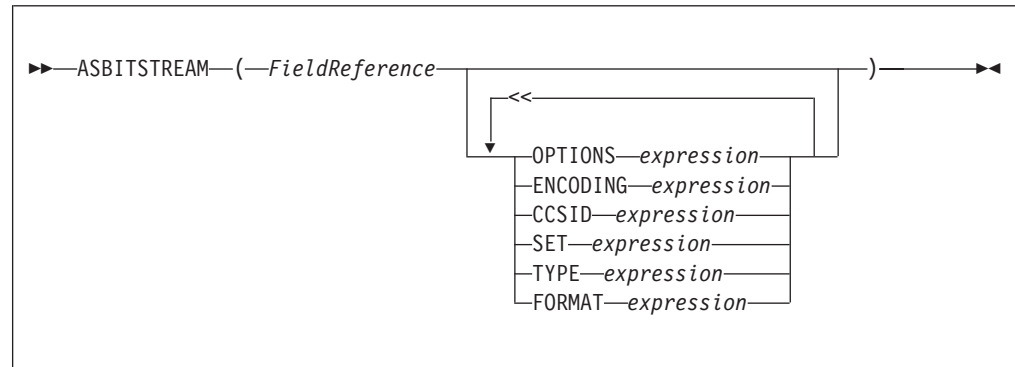 ASBITSTREAM ( FieldReference )
<<
OPTIONS expression
ENCODING expression
CCSID expression
SET expression
TYPE expression
FORMAT expression